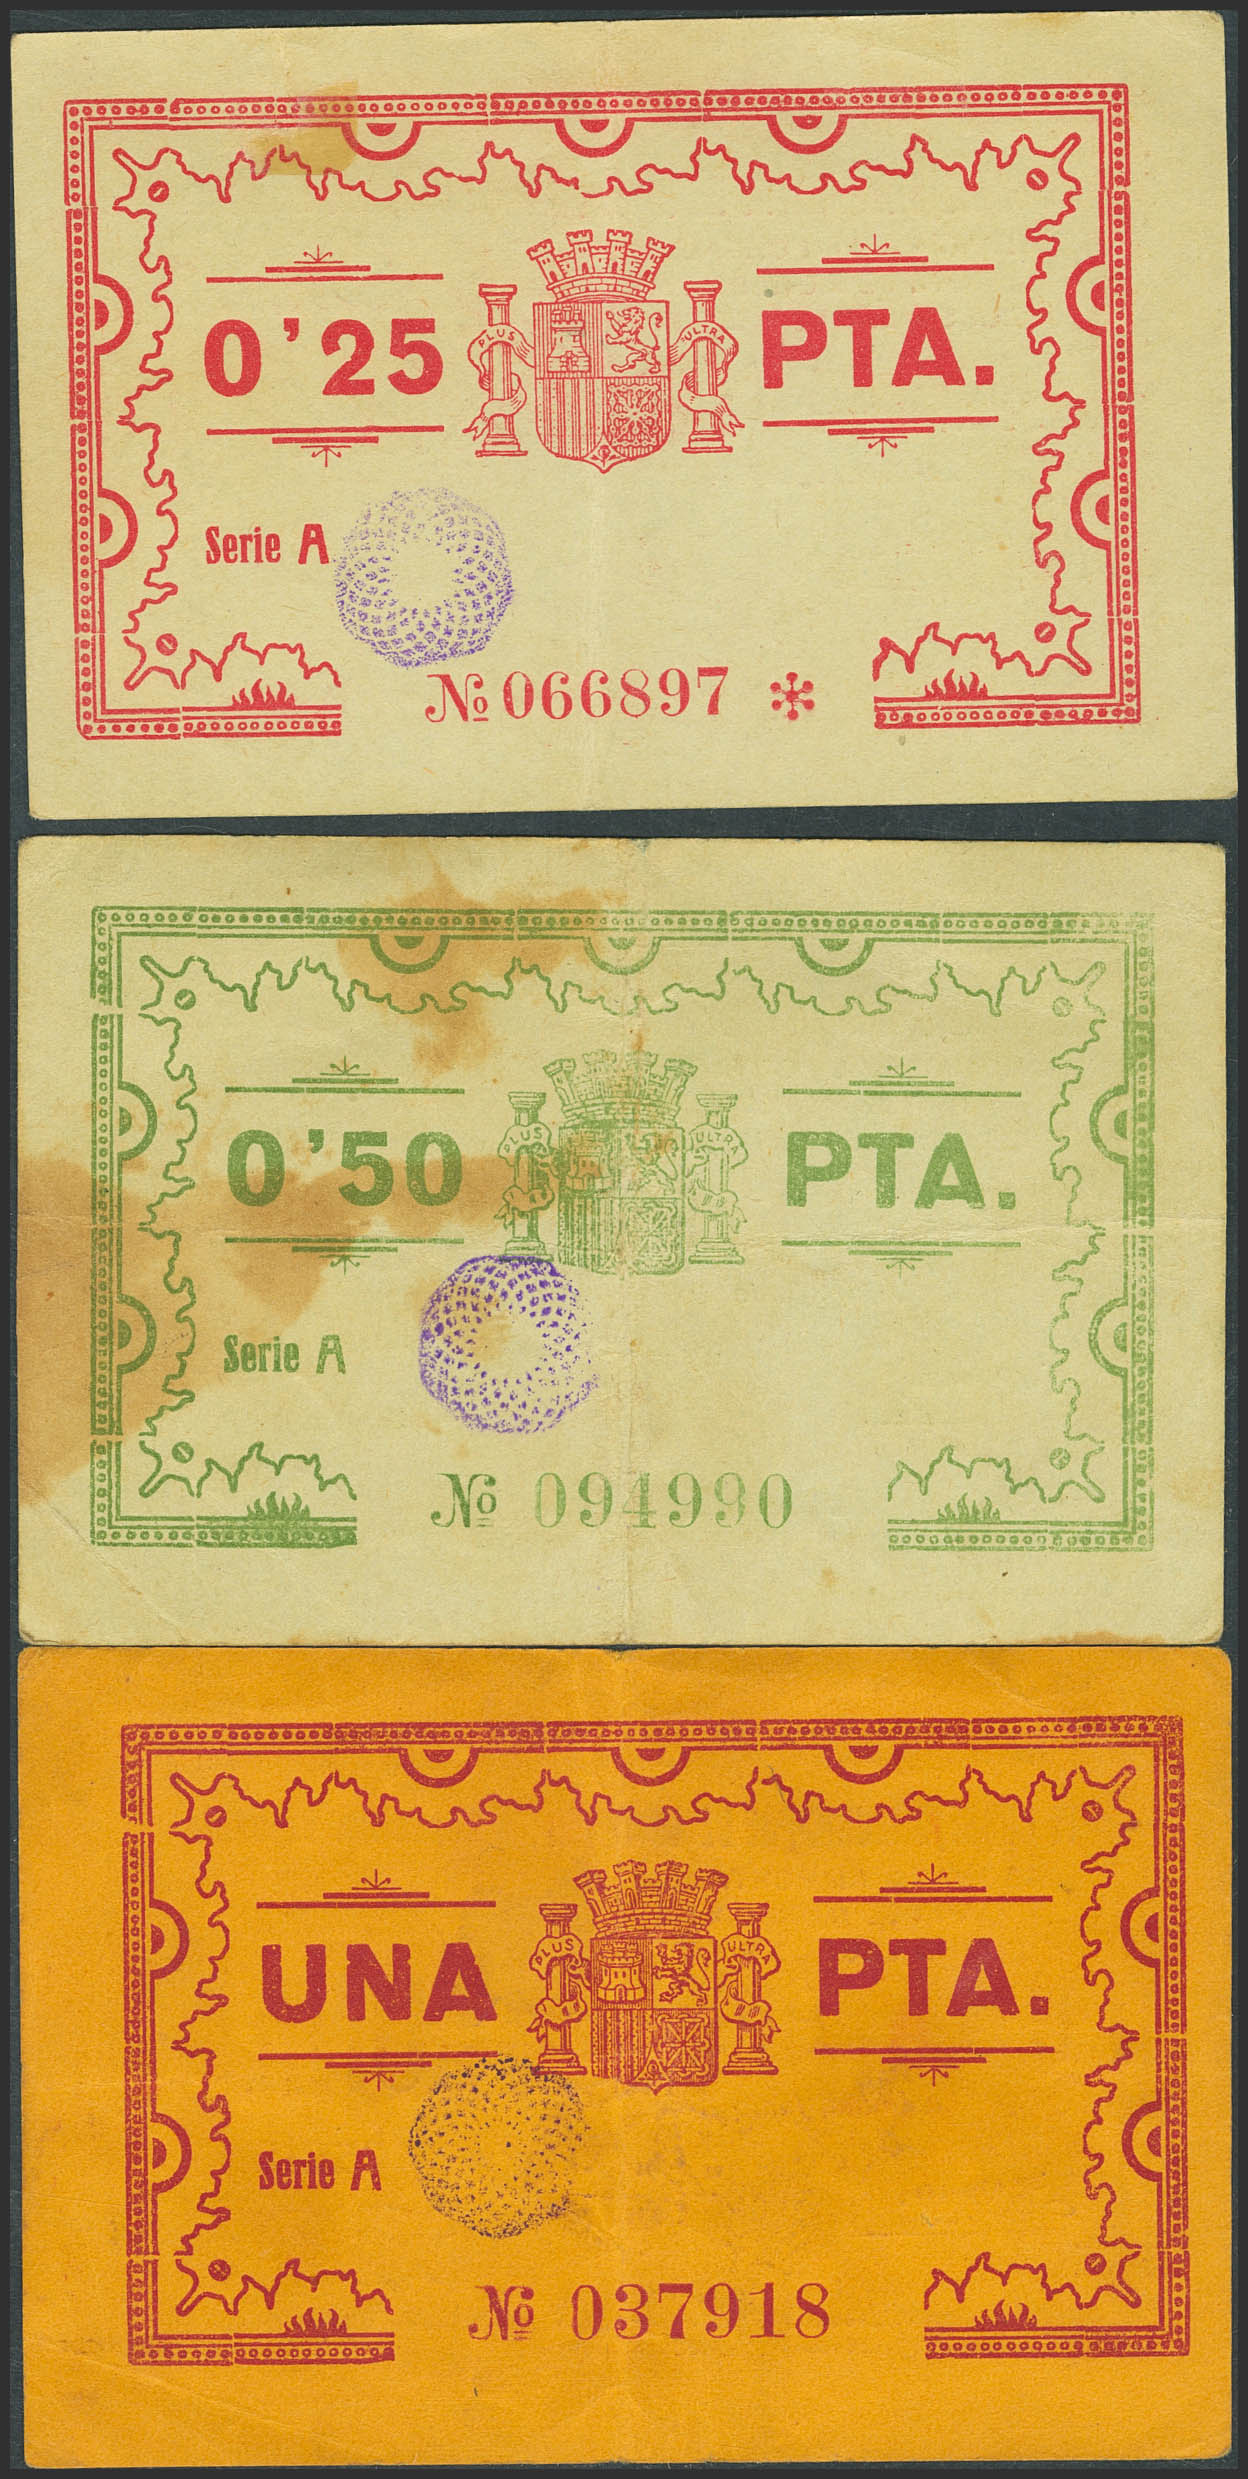 0'25 PLUS ULTRA PTA.
Serie A
No 066897 *
0'50 PLUS ULTRA PTA.
Serie A
No 094990
UNA PLUS ULTRA PTA.
Serie A
No 037918